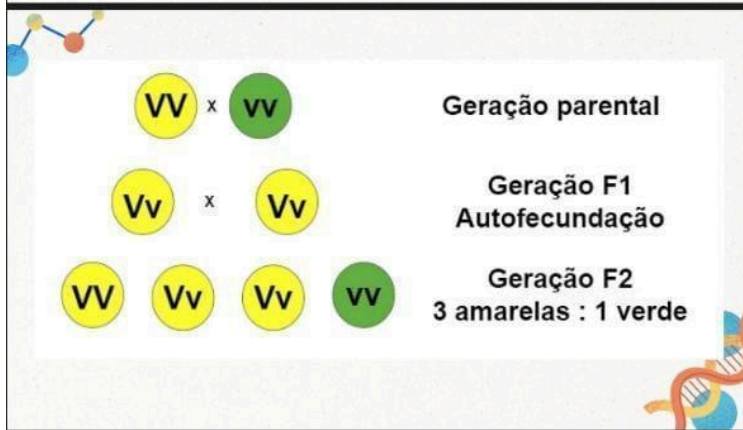 VV x vv Geração parental
Vv x Vv Geração F1
Autofecundação
VV Vv Vv vv Geração F2
3 amarelas : 1 verde